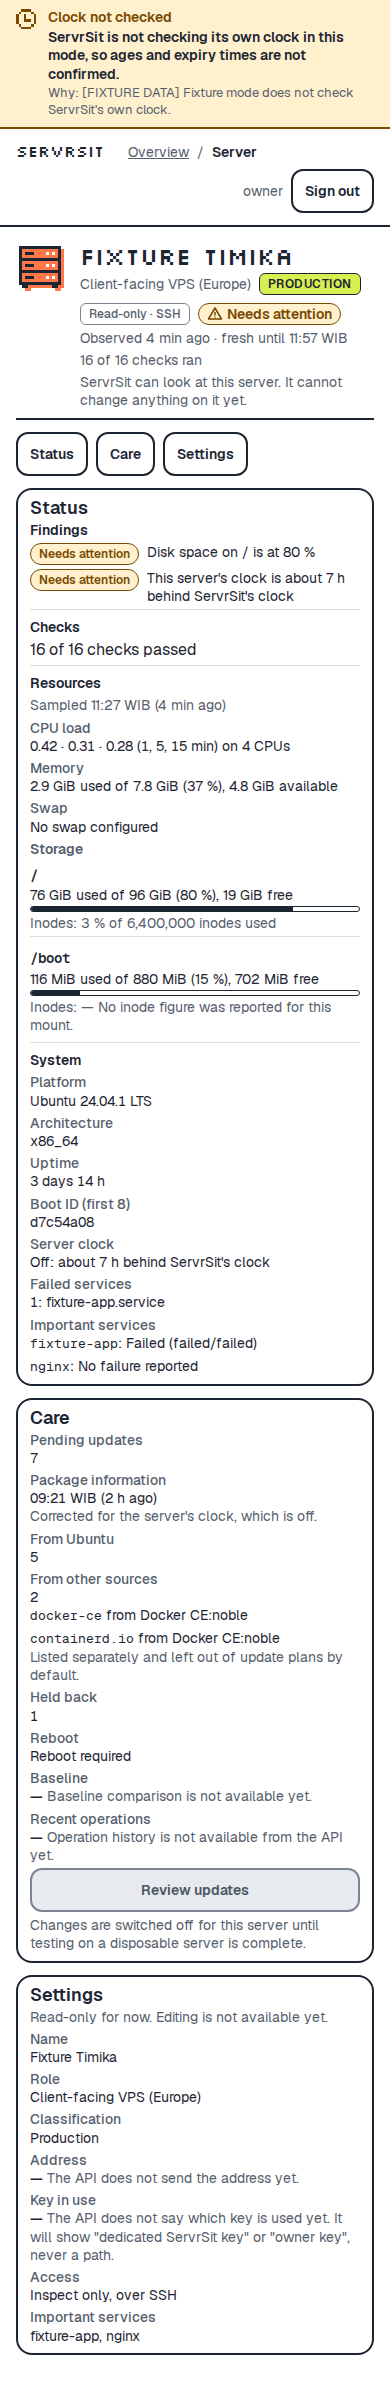 Clock not checked
ServrSit is not checking its own clock in this
mode, so ages and expiry times are not
confirmed.
Why: [FIXTURE DATA] Fixture mode does not check
ServrSit's own clock.
SERVRSIT
Overview / Server
owner
Sign out
FIXTURE TIMIKA
Client-facing VPS (Europe)
PRODUCTION
Read-only · SSH
Needs attention
Observed 4 min ago · fresh until 11:57 WIB
16 of 16 checks ran
ServrSit can look at this server. It cannot
change anything on it yet.
Status
Care
Settings
Status
Findings
Needs attention
Disk space on / is at 80 %
Needs attention
This server's clock is about 7 h
behind ServrSit's clock
Checks
16 of 16 checks passed
Resources
Sampled 11:27 WIB (4 min ago)
CPU load
0.42 · 0.31 · 0.28 (1, 5, 15 min) on 4 CPUs
Memory
2.9 GiB used of 7.8 GiB (37 %), 4.8 GiB available
Swap
No swap configured
Storage
/
76 GiB used of 96 GiB (80 %), 19 GiB free
Inodes: 3 % of 6,400,000 inodes used
/boot
116 MiB used of 880 MiB (15 %), 702 MiB free
Inodes: — No inode figure was reported for this
mount.
System
Platform
Ubuntu 24.04.1 LTS
Architecture
x86_64
Uptime
3 days 14 h
Boot ID (first 8)
d7c54a08
Server clock
Off: about 7 h behind ServrSit's clock
Failed services
1: fixture-app.service
Important services
fixture-app: Failed (failed/failed)
nginx: No failure reported
Care
Pending updates
7
Package information
09:21 WIB (2 h ago)
Corrected for the server's clock, which is off.
From Ubuntu
5
From other sources
2
docker-ce from Docker CE:noble
containerd.io from Docker CE:noble
Listed separately and left out of update plans by
default.
Held back
1
Reboot
Reboot required
Baseline
— Baseline comparison is not available yet.
Recent operations
— Operation history is not available from the API
yet.
Review updates
Changes are switched off for this server until
testing on a disposable server is complete.
Settings
Read-only for now. Editing is not available yet.
Name
Fixture Timika
Role
Client-facing VPS (Europe)
Classification
Production
Address
— The API does not send the address yet.
Key in use
— The API does not say which key is used yet. It
will show "dedicated ServrSit key" or "owner key",
never a path.
Access
Inspect only, over SSH
Important services
fixture-app, nginx